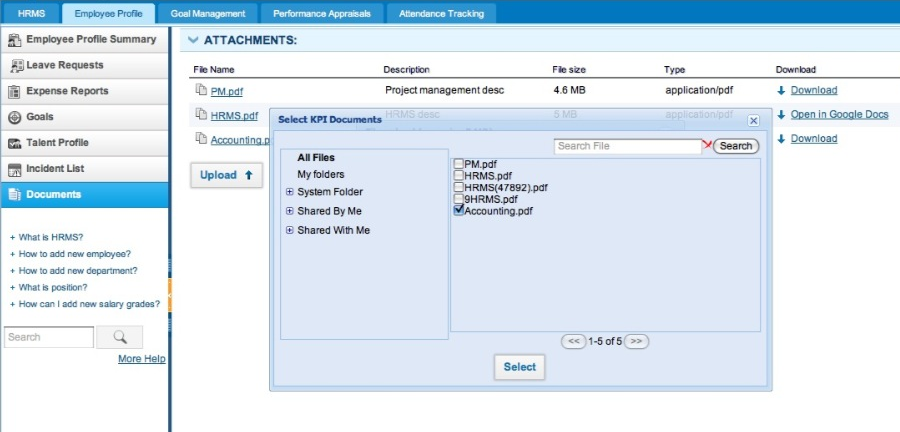 HRMS Employee Profile Goal Management Performance Appraisals Attendance Tracking
Employee Profile Summary
Leave Requests
Expense Reports
Goals
Talent Profile
Incident List
Documents
+ What is HRMS?
+ How to add new employee?
+ How to add new department?
+ What is position?
+ How can I add new salary grades?
Search
More Help
ATTACHMENTS:
File Name Description File size Type Download
PM.pdf Project management desc 4.6 MB application/pdf Download
HRMS.pdf HRMS desc 5 MB application/pdf Open in Google Docs
Accounting.p application/pdf Download
Upload
Select KPI Documents
Search File Search
All Files
My folders
System Folder
Shared By Me
Shared With Me
PM.pdf
HRMS.pdf
HRMS(47892).pdf
9HRMS.pdf
Accounting.pdf
<< 1-5 of 5 >>
Select